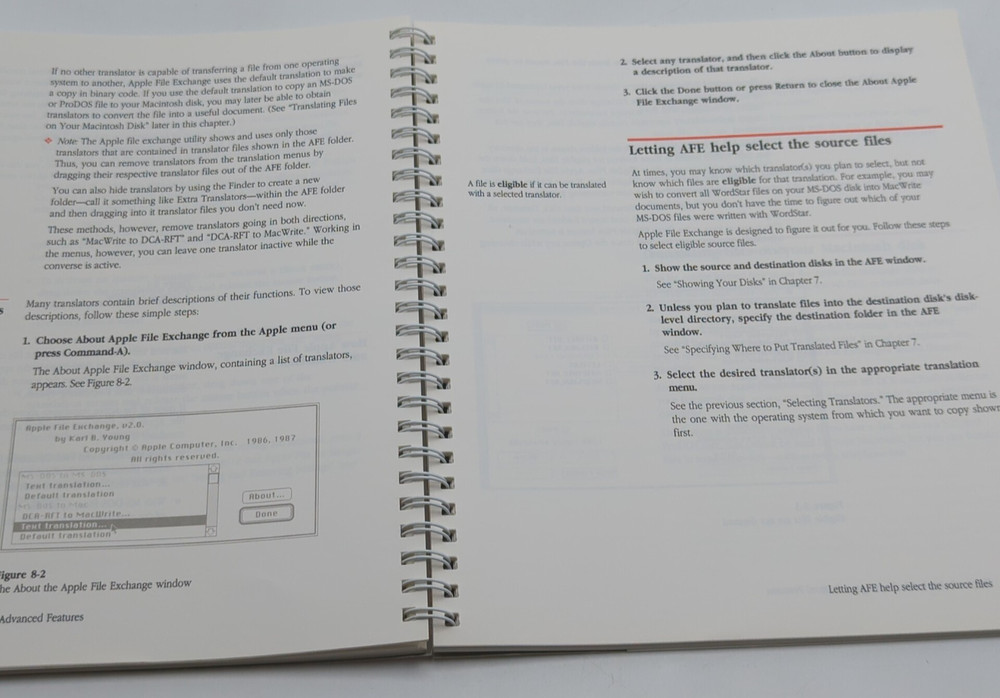 If no other translator is capable of transferring a file from one operating
system to another, Apple File Exchange uses the default translation to make
a copy in binary code. If you use the default translation to copy an MS-DOS
or ProDOS file to your Macintosh disk, you may later be able to obtain
translators to convert the file into a useful document. (See "Translating Files
on Your Macintosh Disk" later in this chapter.)
❖ Note The Apple file exchange utility shows and uses only those
translators that are contained in translator files shown in the AFE folder.
Thus, you can remove translators from the translation menus by
dragging their respective translator files out of the AFE folder.
You can also hide translators by using the Finder to create a new
folder—call it something like Extra Translators—within the AFE folder
and then dragging into it translator files you don't need now.
These methods, however, remove translators going in both directions,
such as "MacWrite to DCA-RFT" and "DCA-RFT to MacWrite." Working in
the menus, however, you can leave one translator inactive while the
converse is active.
s
Many translators contain brief descriptions of their functions. To view those
descriptions, follow these simple steps:
1. Choose About Apple File Exchange from the Apple menu (or
press Command-A).
The About Apple File Exchange window, containing a list of translators,
appears. See Figure 8-2.
Apple File Exchange, v2.0.
by Karl B. Young
Copyright © Apple Computer, Inc. 1986, 1987
All rights reserved.
MS-DOS to MS-DOS
Text translation...
Default translation
MS-DOS to Mac
DCA-RFT to MacWrite...
Text translation...
Default translation
About...
Done
igure 8-2
he About the Apple File Exchange window
Advanced Features
2. Select any translator, and then click the About button to display
a description of that translator.
3. Click the Done button or press Return to close the About Apple
File Exchange window.
Letting AFE help select the source files
A file is eligible if it can be translated
with a selected translator.
At times, you may know which translator(s) you plan to select, but not
know which files are eligible for that translation. For example, you may
wish to convert all WordStar files on your MS-DOS disk into MacWrite
documents, but you don't have the time to figure out which of your
MS-DOS files were written with WordStar.
Apple File Exchange is designed to figure it out for you. Follow these steps
to select eligible source files.
1. Show the source and destination disks in the AFE window.
See "Showing Your Disks" in Chapter 7.
2. Unless you plan to translate files into the destination disk's disk-
level directory, specify the destination folder in the AFE
window.
See "Specifying Where to Put Translated Files" in Chapter 7.
3. Select the desired translator(s) in the appropriate translation
menu.
See the previous section, "Selecting Translators." The appropriate menu is
the one with the operating system from which you want to copy shown
first.
Letting AFE help select the source files